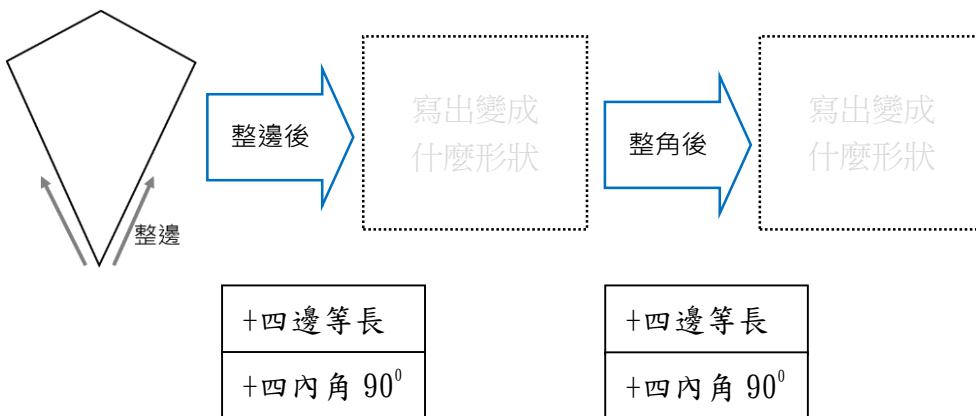 整邊
整邊後
寫出變成
什麼形狀
整角後
寫出變成
什麼形狀
+四邊等長
+四內角 90⁰
+四邊等長
+四內角 90⁰